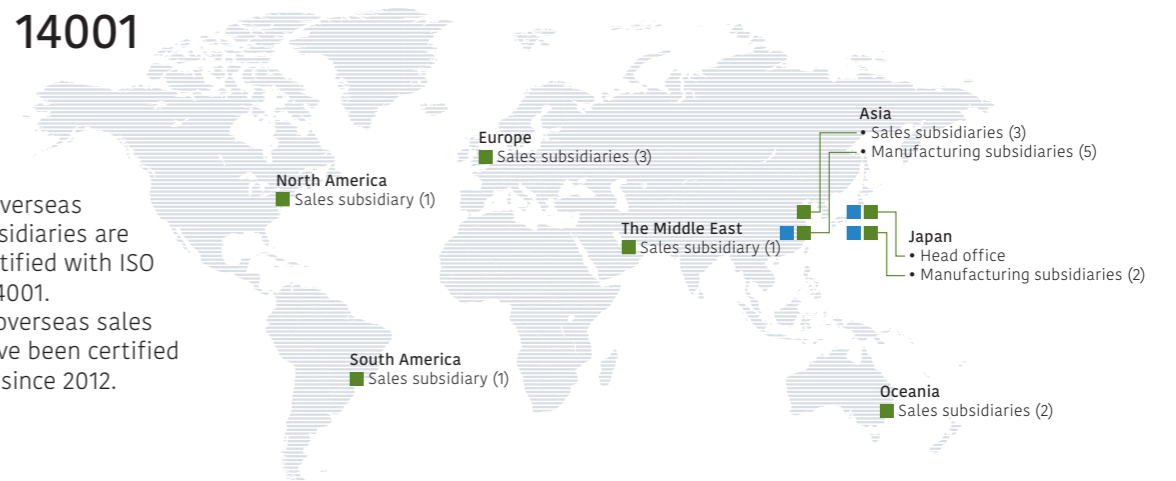 14001
Europe
Sales subsidiaries (3)
North America
Sales subsidiary (1)
Asia
• Sales subsidiaries (3)
• Manufacturing subsidiaries (5)
The Middle East
Sales subsidiary (1)
Japan
• Head office
• Manufacturing subsidiaries (2)
South America
Sales subsidiary (1)
Oceania
Sales subsidiaries (2)
verseas
sidiaries are
tified with ISO
4001.
overseas sales
ve been certified
since 2012.